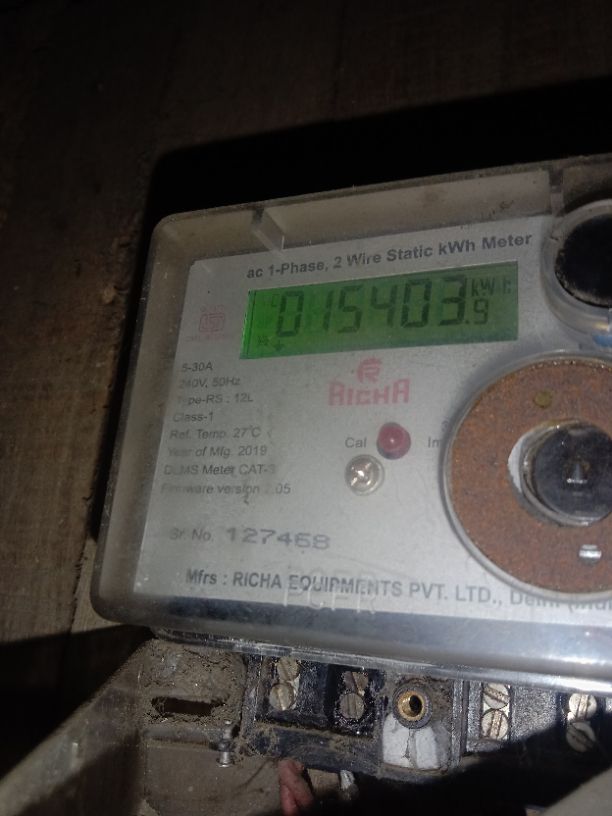 ac 1-Phase, 2 Wire Static kWh Meter
015403.9 kWh
5-30A
240V, 50Hz
Type-RS : 12L
Class-1
Ref. Temp. 27°C
Year of Mfg. 2019
DLMS Meter CAT-3
Firmware version
RICHA
Cal
Sr. No. 127468
Mfrs : RICHA EQUIPMENTS PVT. LTD., Delhi